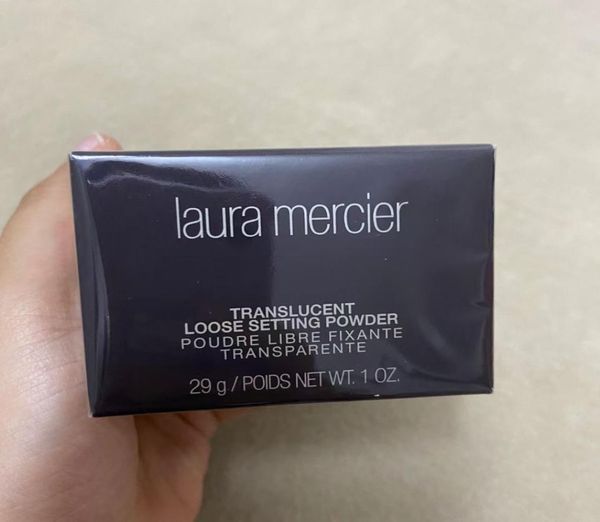 laura mercier
TRANSLUCENT
LOOSE SETTING POWDER
POUDRE LIBRE FIXANTE
TRANSPARENTE
29 g / POIDS NET WT. 1 OZ.